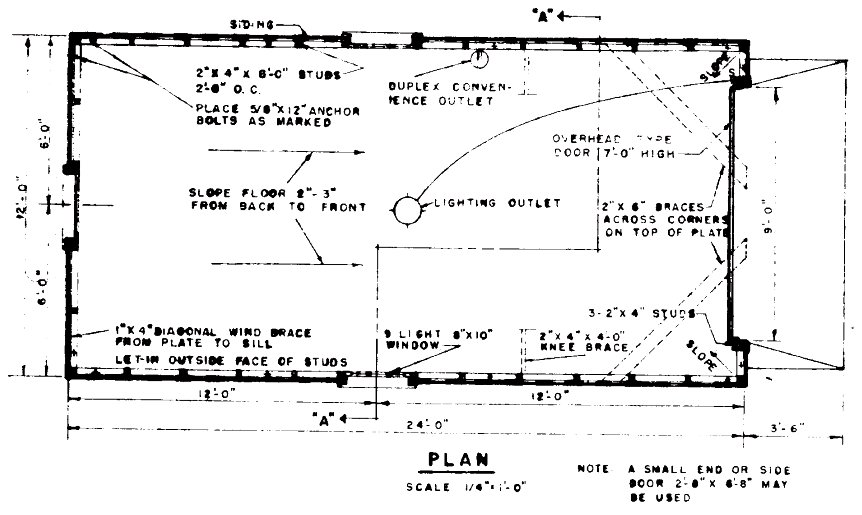 "A"
SIDING
2" X 4" X 8'-0" STUDS
2'-0" O.C.
PLACE 5/8"X12"ANCHOR
BOLTS AS MARKED
DUPLEX CONVEN-
IENCE OUTLET
SLOPE
S
OVERHEAD TYPE
DOOR 7'-0" HIGH
6'-0"
12'-0"
6'-0"
SLOPE FLOOR 2"- 3"
FROM BACK TO FRONT
LIGHTING OUTLET
2"X 6" BRACES
ACROSS CORNERS
ON TOP OF PLATE
9'-0"
3-2"X 4" STUDS
1"X 4"DIAGONAL WIND BRACE
FROM PLATE TO SILL
LET-IN OUTSIDE FACE OF STUDS
9 LIGHT 8"X10"
WINDOW
2"X 4"X 4'-0"
KNEE BRACE
SLOPE
12'-0"
12'-0"
"A"
24'-0"
3'-6"
PLAN
SCALE 1/4"=1'-0"
NOTE A SMALL END OR SIDE
DOOR 2'-8" X 6'-8" MAY
BE USED